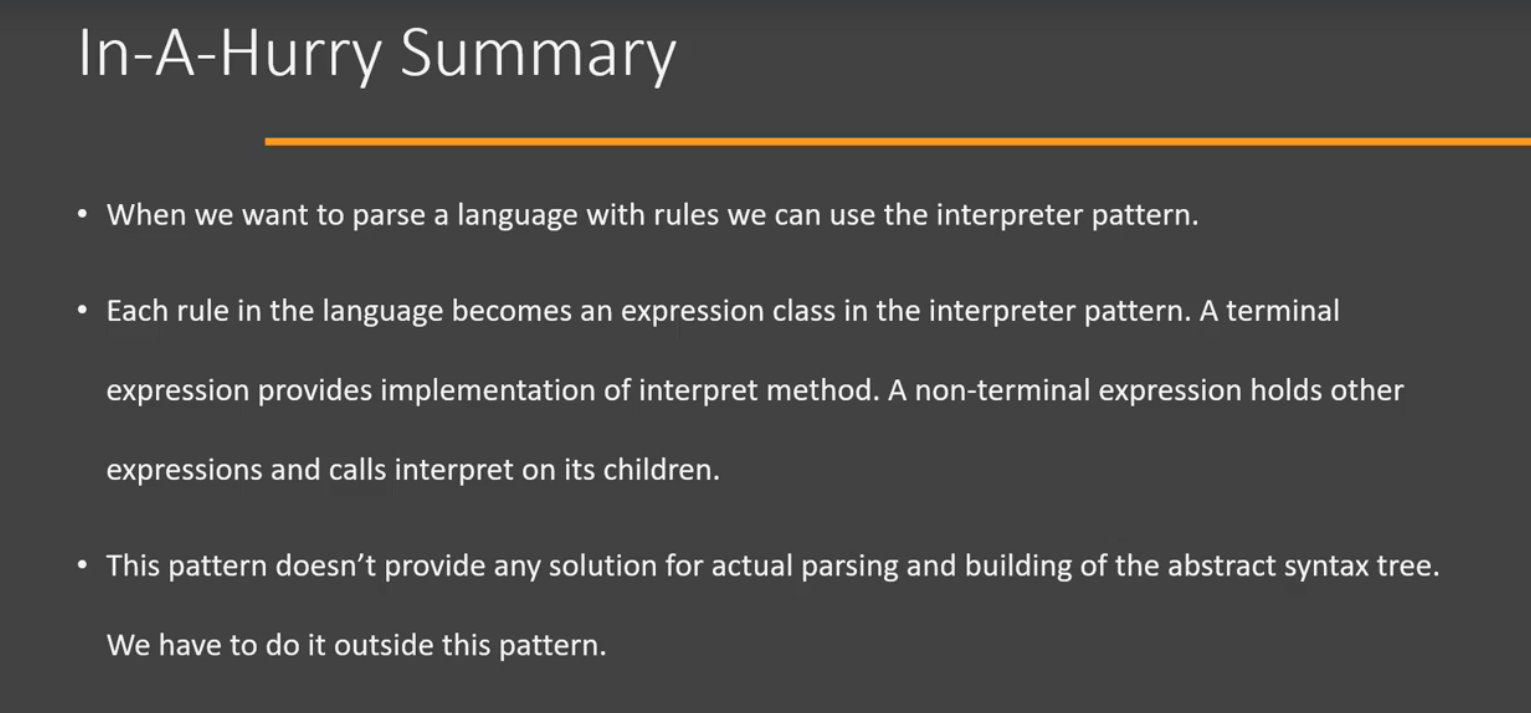 In-A-Hurry Summary
• When we want to parse a language with rules we can use the interpreter pattern.
• Each rule in the language becomes an expression class in the interpreter pattern. A terminal
expression provides implementation of interpret method. A non-terminal expression holds other
expressions and calls interpret on its children.
• This pattern doesn’t provide any solution for actual parsing and building of the abstract syntax tree.
We have to do it outside this pattern.